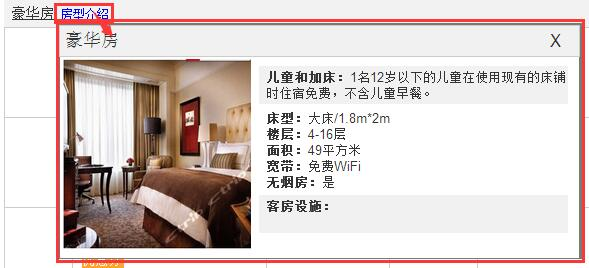 豪华房 房型介绍
豪华房 X
儿童和加床：1名12岁以下的儿童在使用现有的床铺
时住宿免费，不含儿童早餐。
床型：大床/1.8m*2m
楼层：4-16层
面积：49平方米
宽带：免费WiFi
无烟房：是
客房设施：